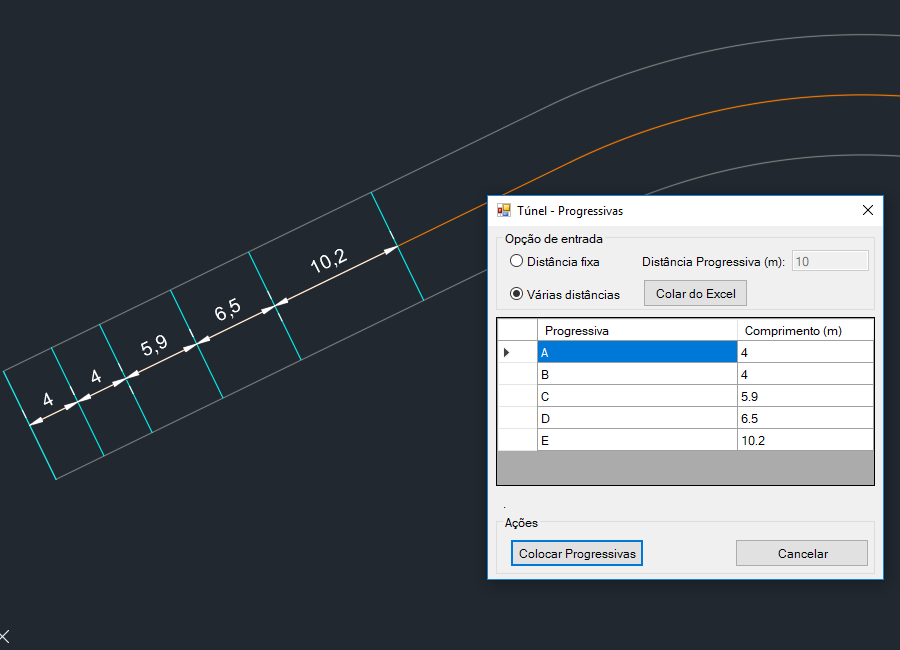 4
4
5,9
6,5
10,2
Túnel - Progressivas
Opção de entrada
Distância fixa
Distância Progressiva (m): 10
Várias distâncias
Colar do Excel
Progressiva Comprimento (m)
A 4
B 4
C 5.9
D 6.5
E 10.2
.
Ações
Colocar Progressivas
Cancelar